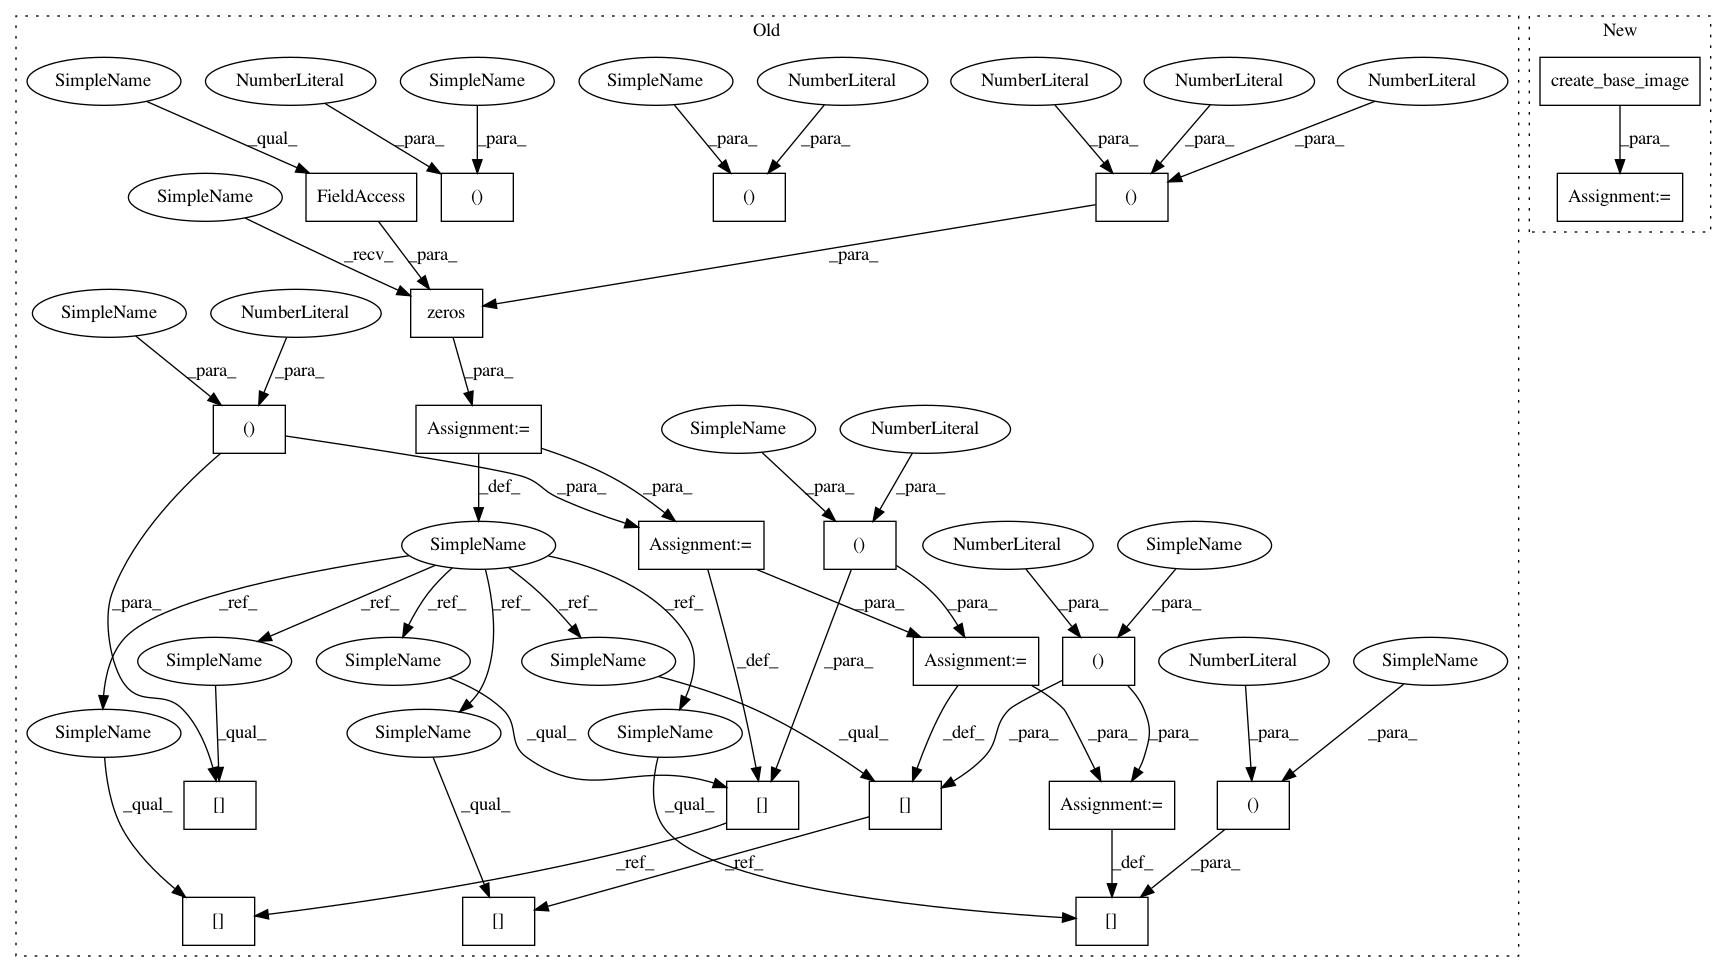 Old
New
SimpleName
NumberLiteral
SimpleName
SimpleName
NumberLiteral
NumberLiteral
NumberLiteral
NumberLiteral
create_base_image
_qual_
_para_
_para_
_para_
_para_
_para_
_para_
_para_
_para_
SimpleName
FieldAccess
()
()
()
Assignment:=
_recv_
_para_
_para_
SimpleName
NumberLiteral
zeros
_para_
_para_
_para_
()
Assignment:=
SimpleName
NumberLiteral
_def_
_para_
_para_
_para_
_para_
SimpleName
Assignment:=
()
NumberLiteral
SimpleName
_para_
_ref_
_ref_
_ref_
_ref_
_ref_
_ref_
_para_
_para_
_para_
_para_
SimpleName
SimpleName
SimpleName
Assignment:=
()
NumberLiteral
SimpleName
_def_
_para_
SimpleName
_qual_
SimpleName
_qual_
SimpleName
_qual_
_def_
_para_
_para_
_para_
_para_
_para_
_qual_
[]
_qual_
_qual_
[]
[]
Assignment:=
()
_ref_
_ref_
_def_
_para_
[]
[]
[]